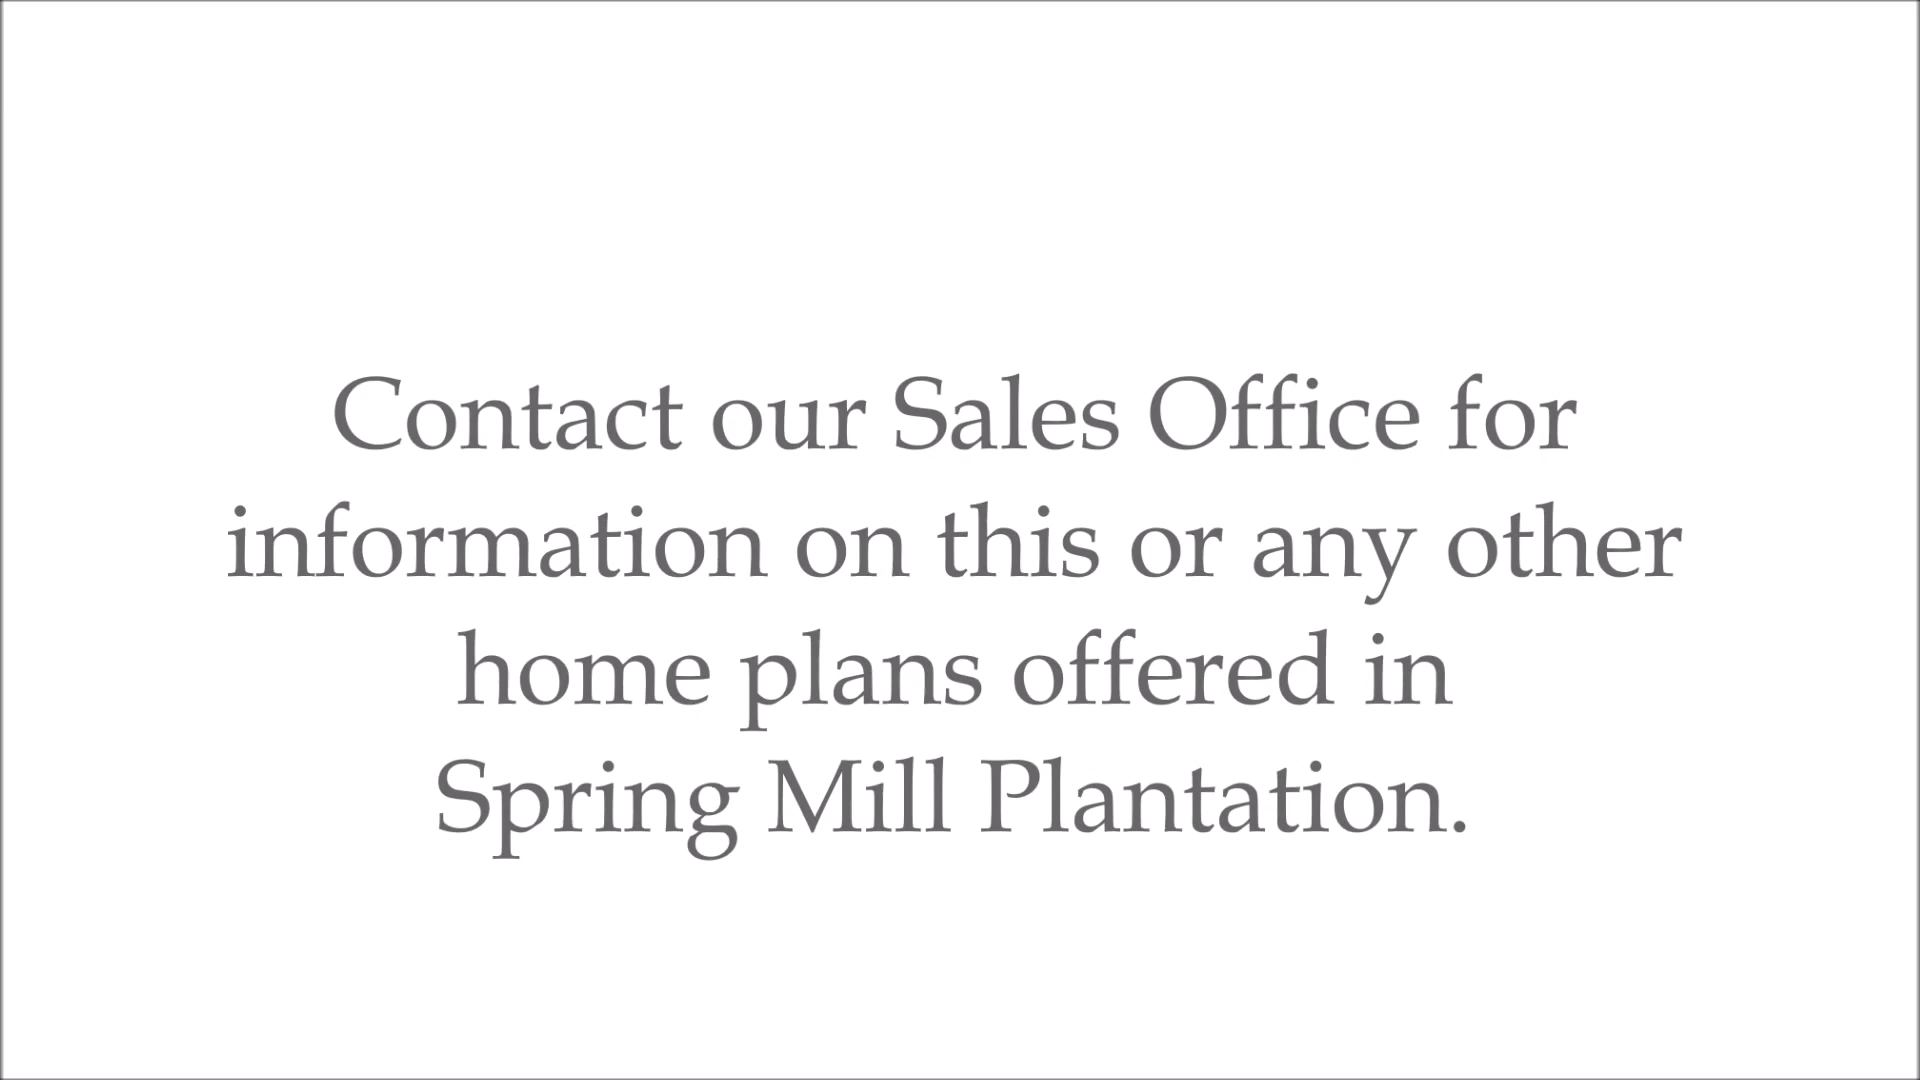 Contact our Sales Office for
information on this or any other
home plans offered in
Spring Mill Plantation.